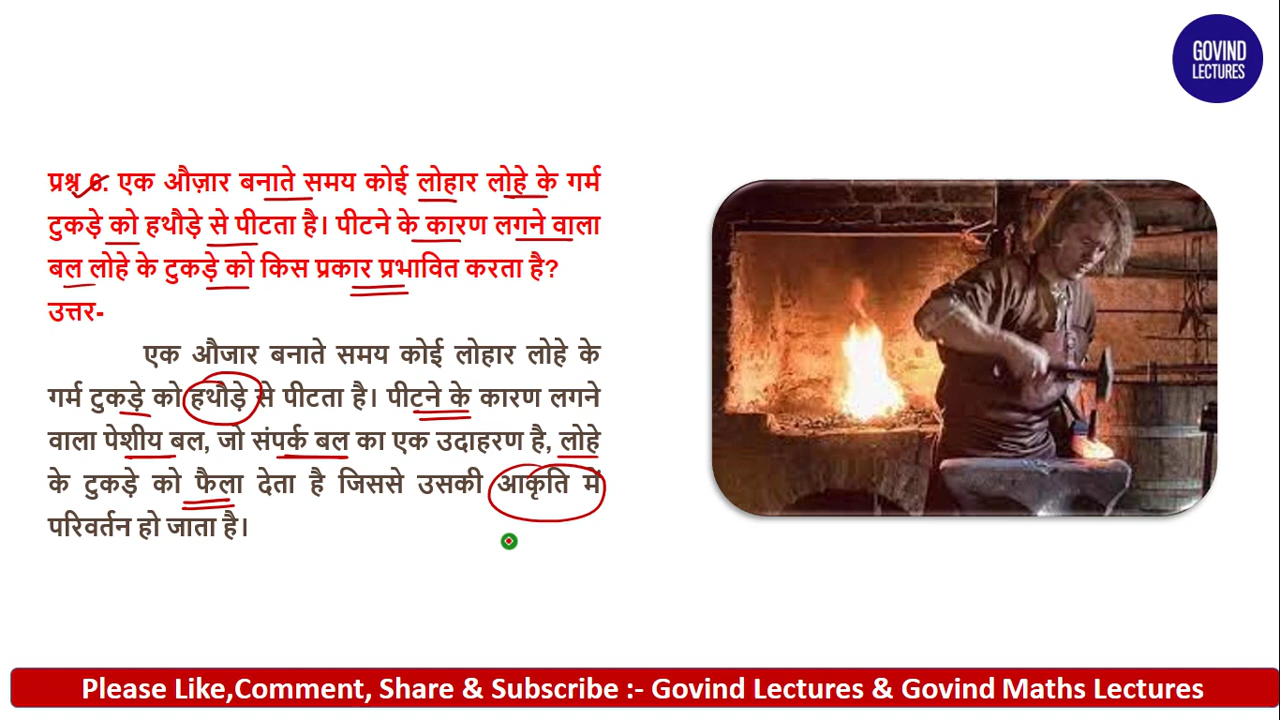 GOVIND
LECTURES
प्रश्न 6. एक औज़ार बनाते समय कोई लोहार लोहे के गर्म
टुकड़े को हथौड़े से पीटता है। पीटने के कारण लगने वाला
बल लोहे के टुकड़े को किस प्रकार प्रभावित करता है?
उत्तर-
एक औजार बनाते समय कोई लोहार लोहे के
गर्म टुकड़े को हथौड़े से पीटता है। पीटने के कारण लगने
वाला पेशीय बल, जो संपर्क बल का एक उदाहरण है, लोहे
के टुकड़े को फैला देता है जिससे उसकी आकृति में
परिवर्तन हो जाता है।
Please Like,Comment, Share & Subscribe :- Govind Lectures & Govind Maths Lectures